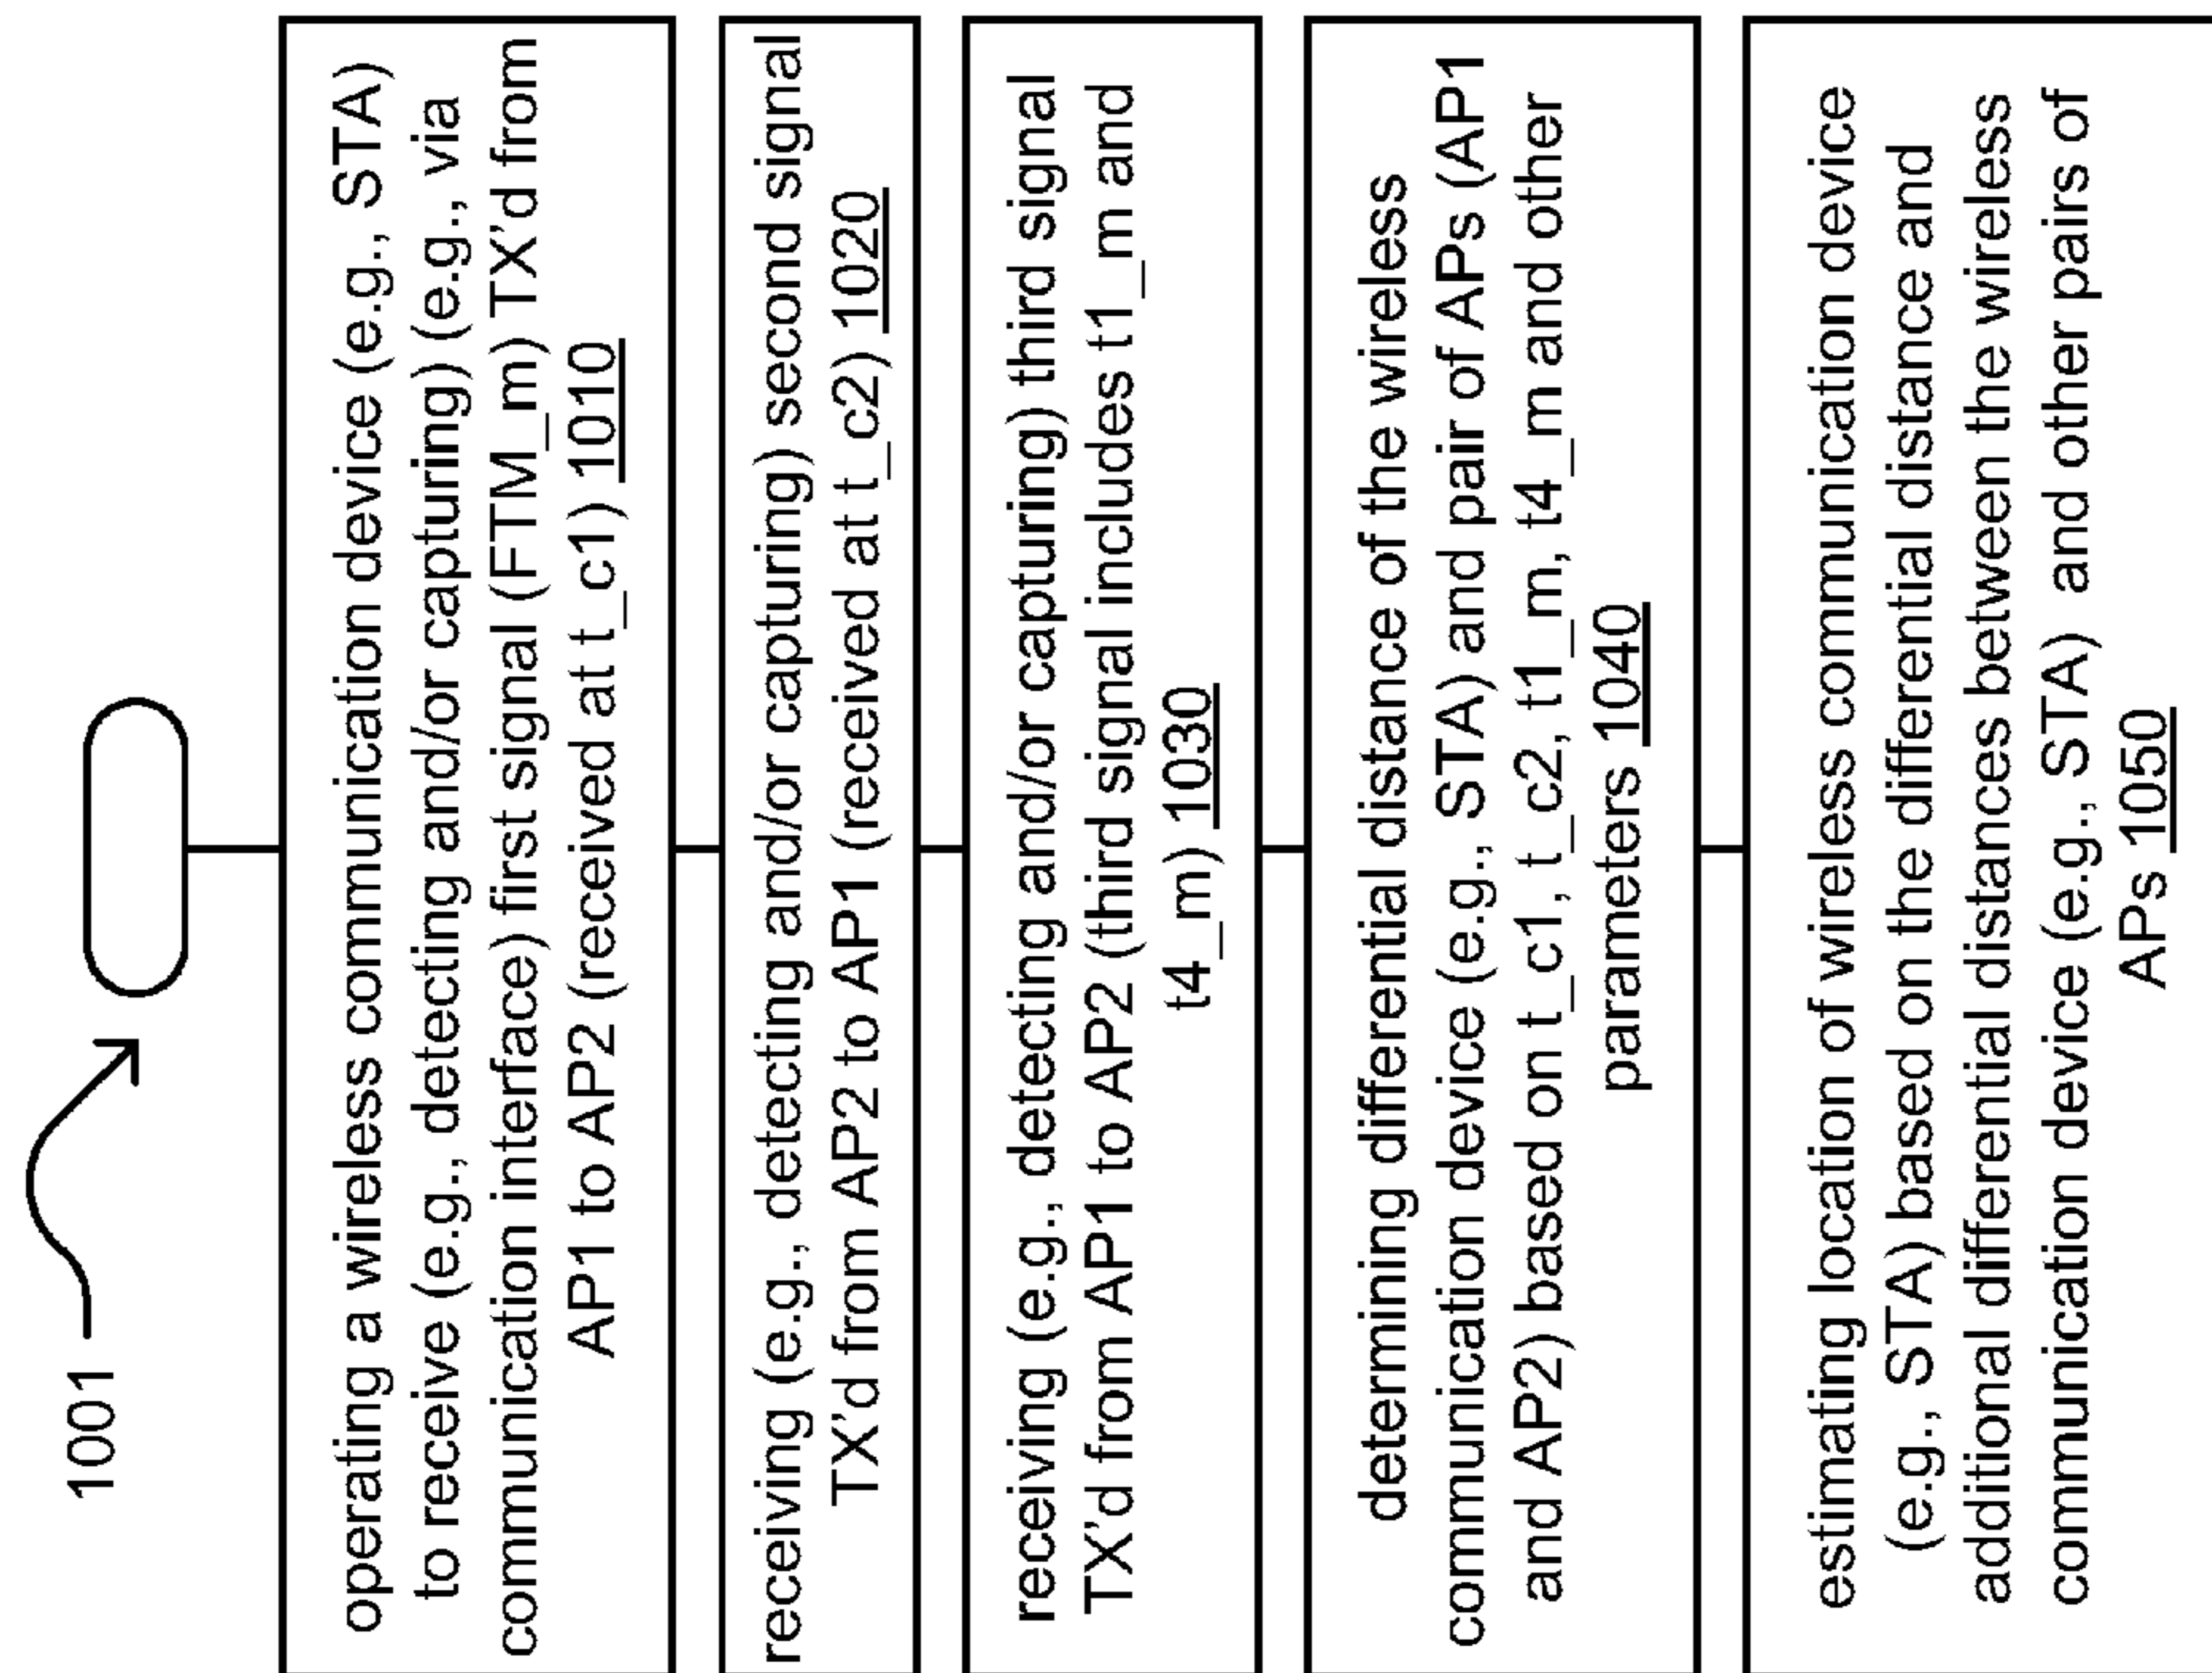 1001
operating a wireless communication device (e.g., STA)
to receive (e.g., detecting and/or capturing) (e.g., via
communication interface) first signal (FTM_m) TX'd from
AP1 to AP2 (received at t_c1) 1010
receiving (e.g., detecting and/or capturing) second signal
TX'd from AP2 to AP1 (received at t_c2) 1020
receiving (e.g., detecting and/or capturing) third signal
TX'd from AP1 to AP2 (third signal includes t1_m and
t4_m) 1030
determining differential distance of the wireless
communication device (e.g., STA) and pair of APs (AP1
and AP2) based on t_c1, t_c2, t1_m, t4_m and other
parameters 1040
estimating location of wireless communication device
(e.g., STA) based on the differential distance and
additional differential distances between the wireless
communication device (e.g., STA) and other pairs of
APs 1050